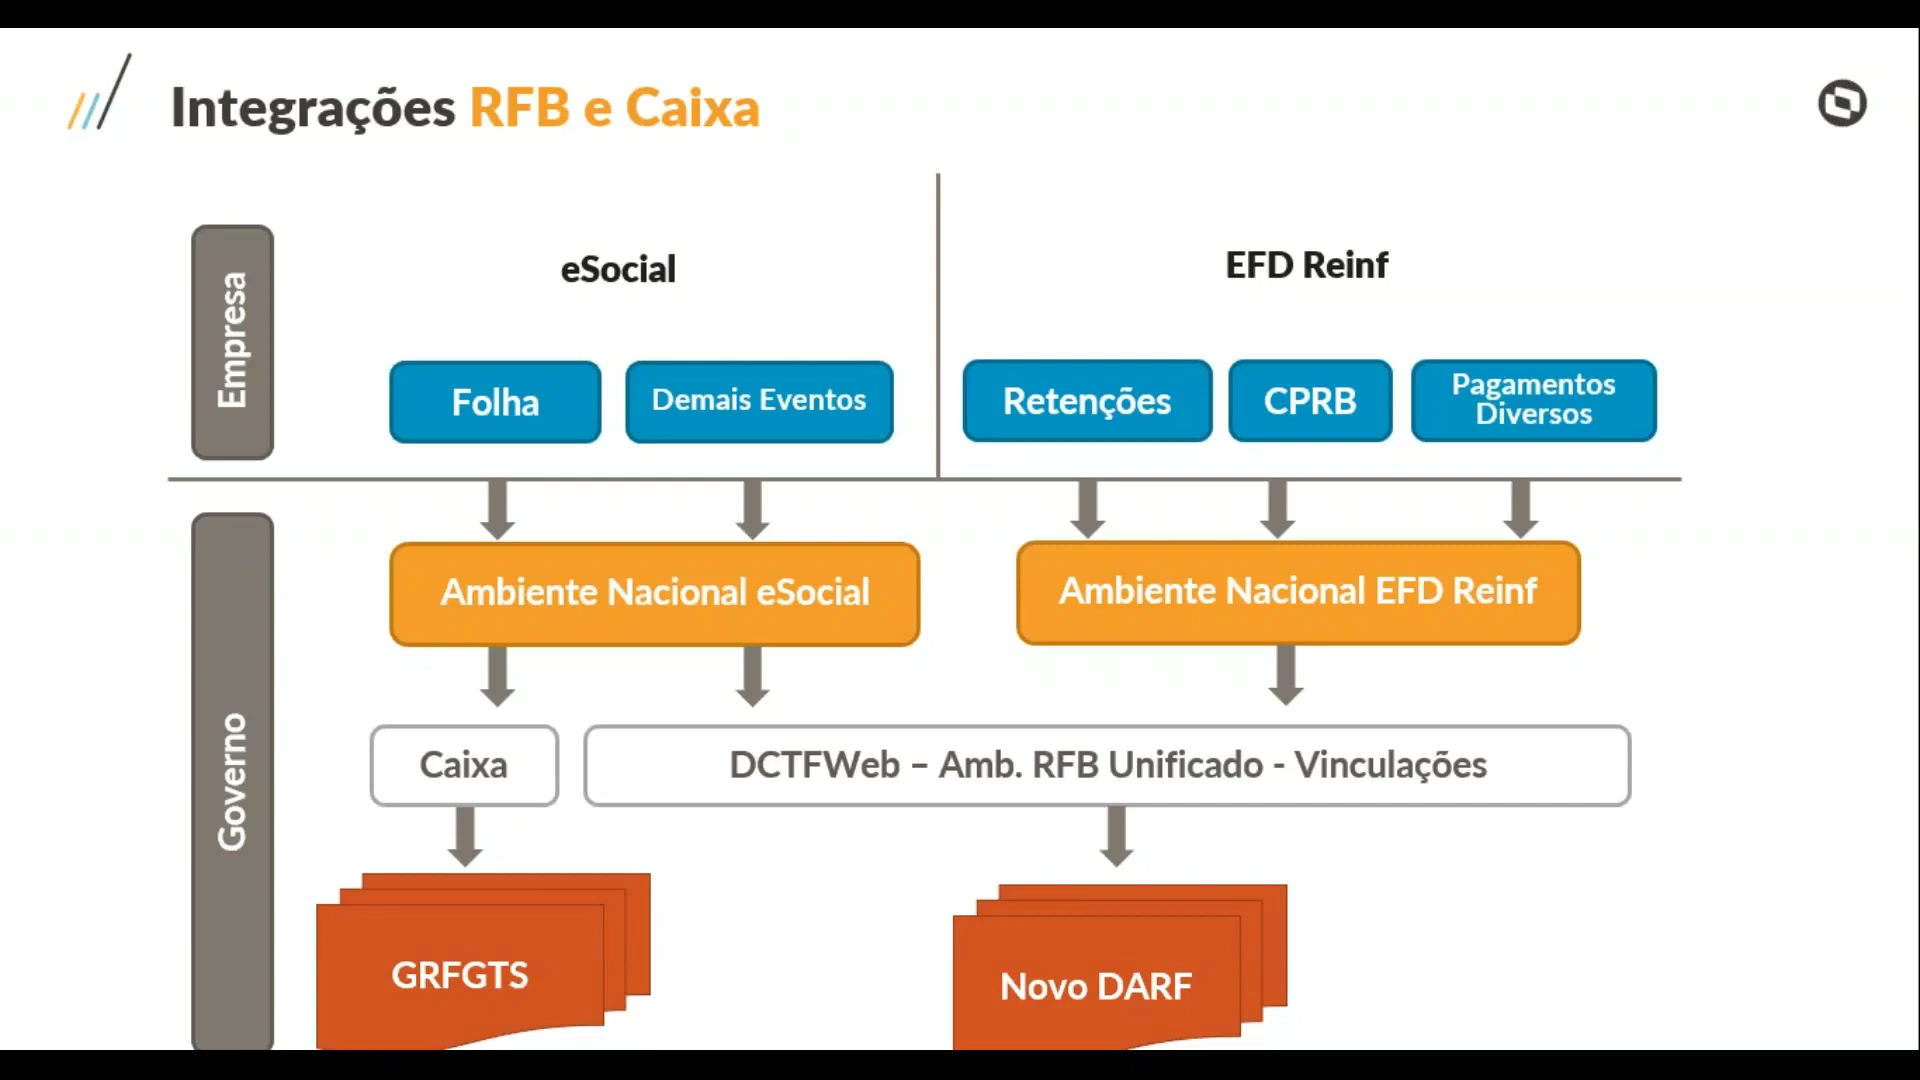 Integrações RFB e Caixa
Empresa
eSocial
EFD Reinf
Folha
Demais Eventos
Retenções
CPRB
Pagamentos
Diversos
Governo
Ambiente Nacional eSocial
Ambiente Nacional EFD Reinf
Caixa
DCTFWeb – Amb. RFB Unificado - Vinculações
GRFGTS
Novo DARF